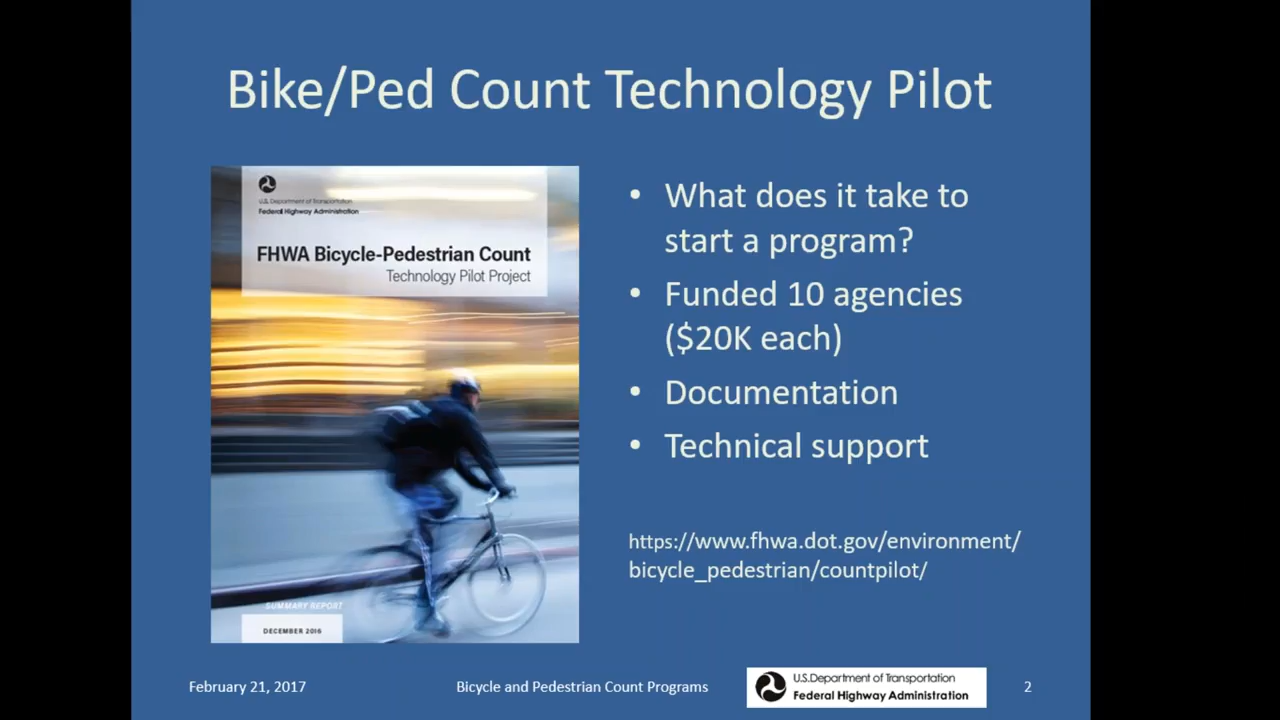 Bike/Ped Count Technology Pilot
U.S. Department of Transportation
Federal Highway Administration
FHWA Bicycle-Pedestrian Count
Technology Pilot Project
SUMMARY REPORT
DECEMBER 2016
• What does it take to
start a program?
• Funded 10 agencies
($20K each)
• Documentation
• Technical support
https://www.fhwa.dot.gov/environment/
bicycle_pedestrian/countpilot/
February 21, 2017
Bicycle and Pedestrian Count Programs
U.S.Department of Transportation
Federal Highway Administration
2